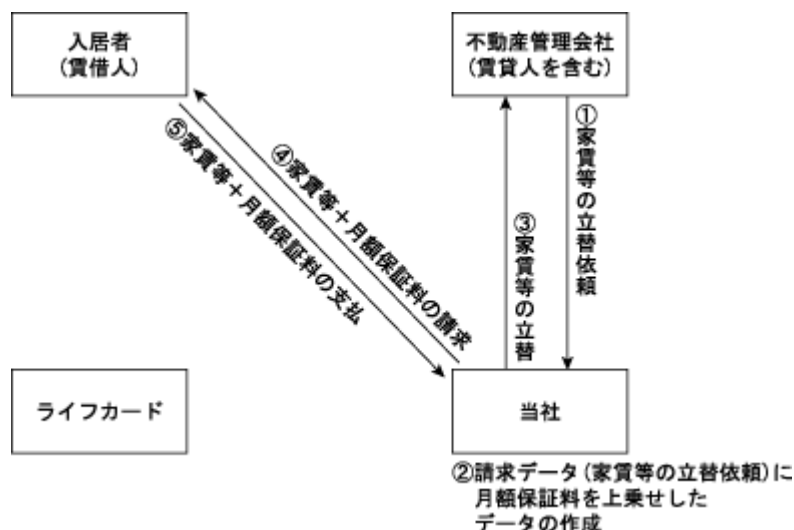 入居者
(賃借人)
不動産管理会社
(賃貸人を含む)
①家賃等の立替依頼
③家賃等の立替
④家賃等＋月額保証料の請求
⑤家賃等＋月額保証料の支払
ライフカード
当社
②請求データ(家賃等の立替依頼)に
月額保証料を上乗せした
データの作成